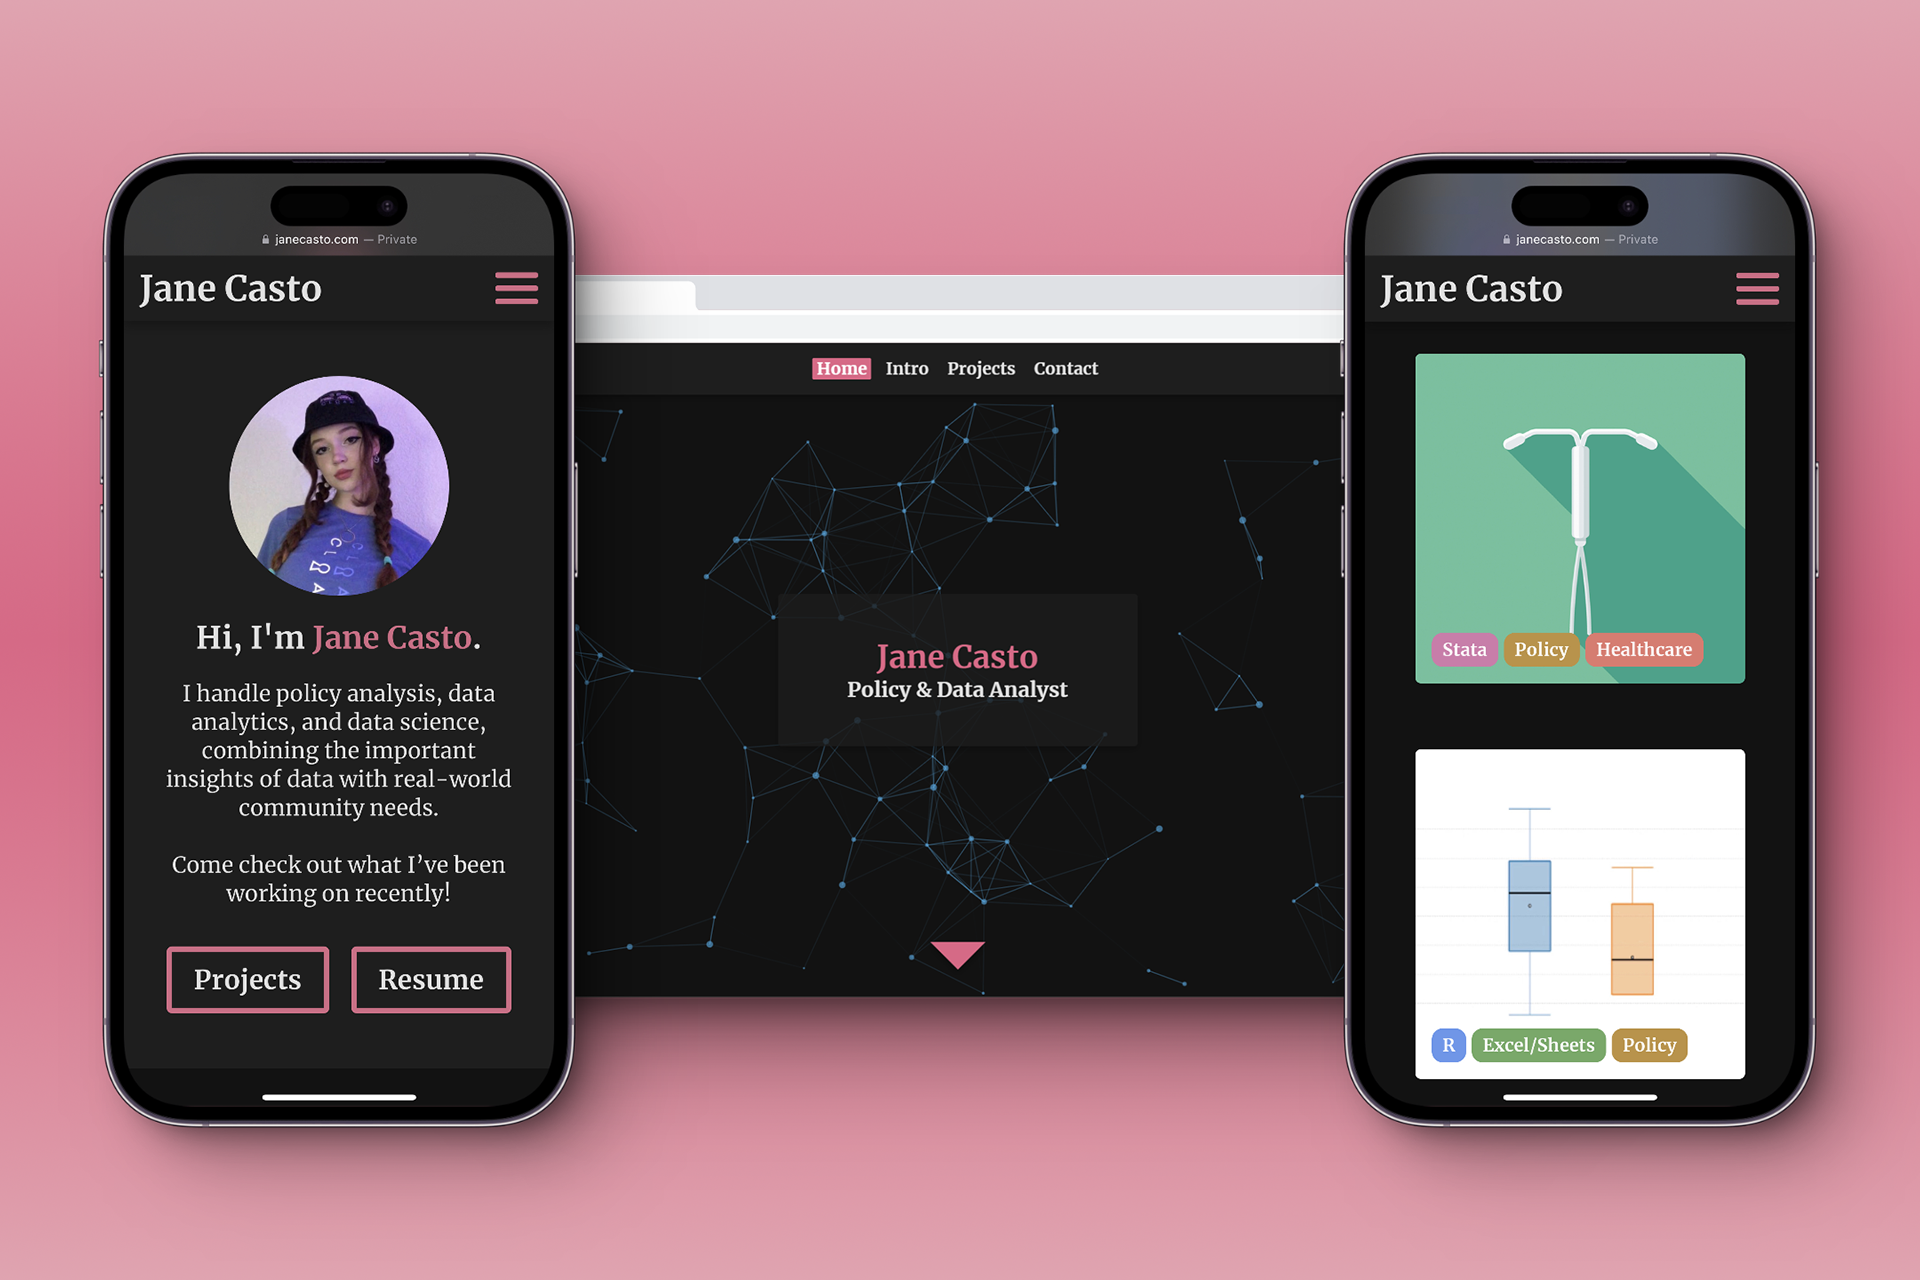 janecasto.com — Private
Jane Casto
Hi, I'm Jane Casto.
I handle policy analysis, data
analytics, and data science,
combining the important
insights of data with real-world
community needs.
Come check out what I’ve been
working on recently!
Projects
Resume
Home
Intro
Projects
Contact
Jane Casto
Policy & Data Analyst
janecasto.com — Private
Jane Casto
Stata
Policy
Healthcare
R
Excel/Sheets
Policy